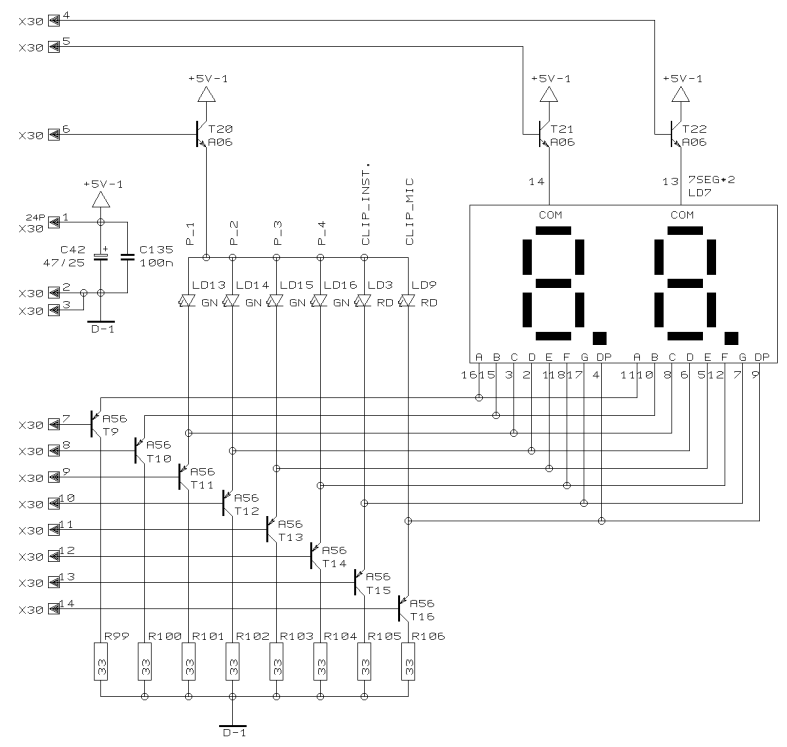 X30 4
X30 5
+5V-1
+5V-1
+5V-1
X30 6
T20
A06
T21
A06
T22
A06
+5V-1
24P
X30 1
C42
47/25
+
C135
100n
X30 2
X30 3
D-1
P_1
P_2
P_3
P_4
CLIP_INST.
CLIP_MIC
14
13
7SEG*2
LD7
COM
COM
LD13
GN
LD14
GN
LD15
GN
LD16
GN
LD3
RD
LD9
RD
A B C D E F G DP
A B C D E F G DP
16 15 3 2 1 18 17 4
11 10 8 6 5 12 7 9
X30 7
A56
T9
X30 8
A56
T10
X30 9
A56
T11
X30 10
A56
T12
X30 11
A56
T13
X30 12
A56
T14
X30 13
A56
T15
X30 14
A56
T16
R99 R100 R101 R102 R103 R104 R105 R106
33 33 33 33 33 33 33 33
D-1